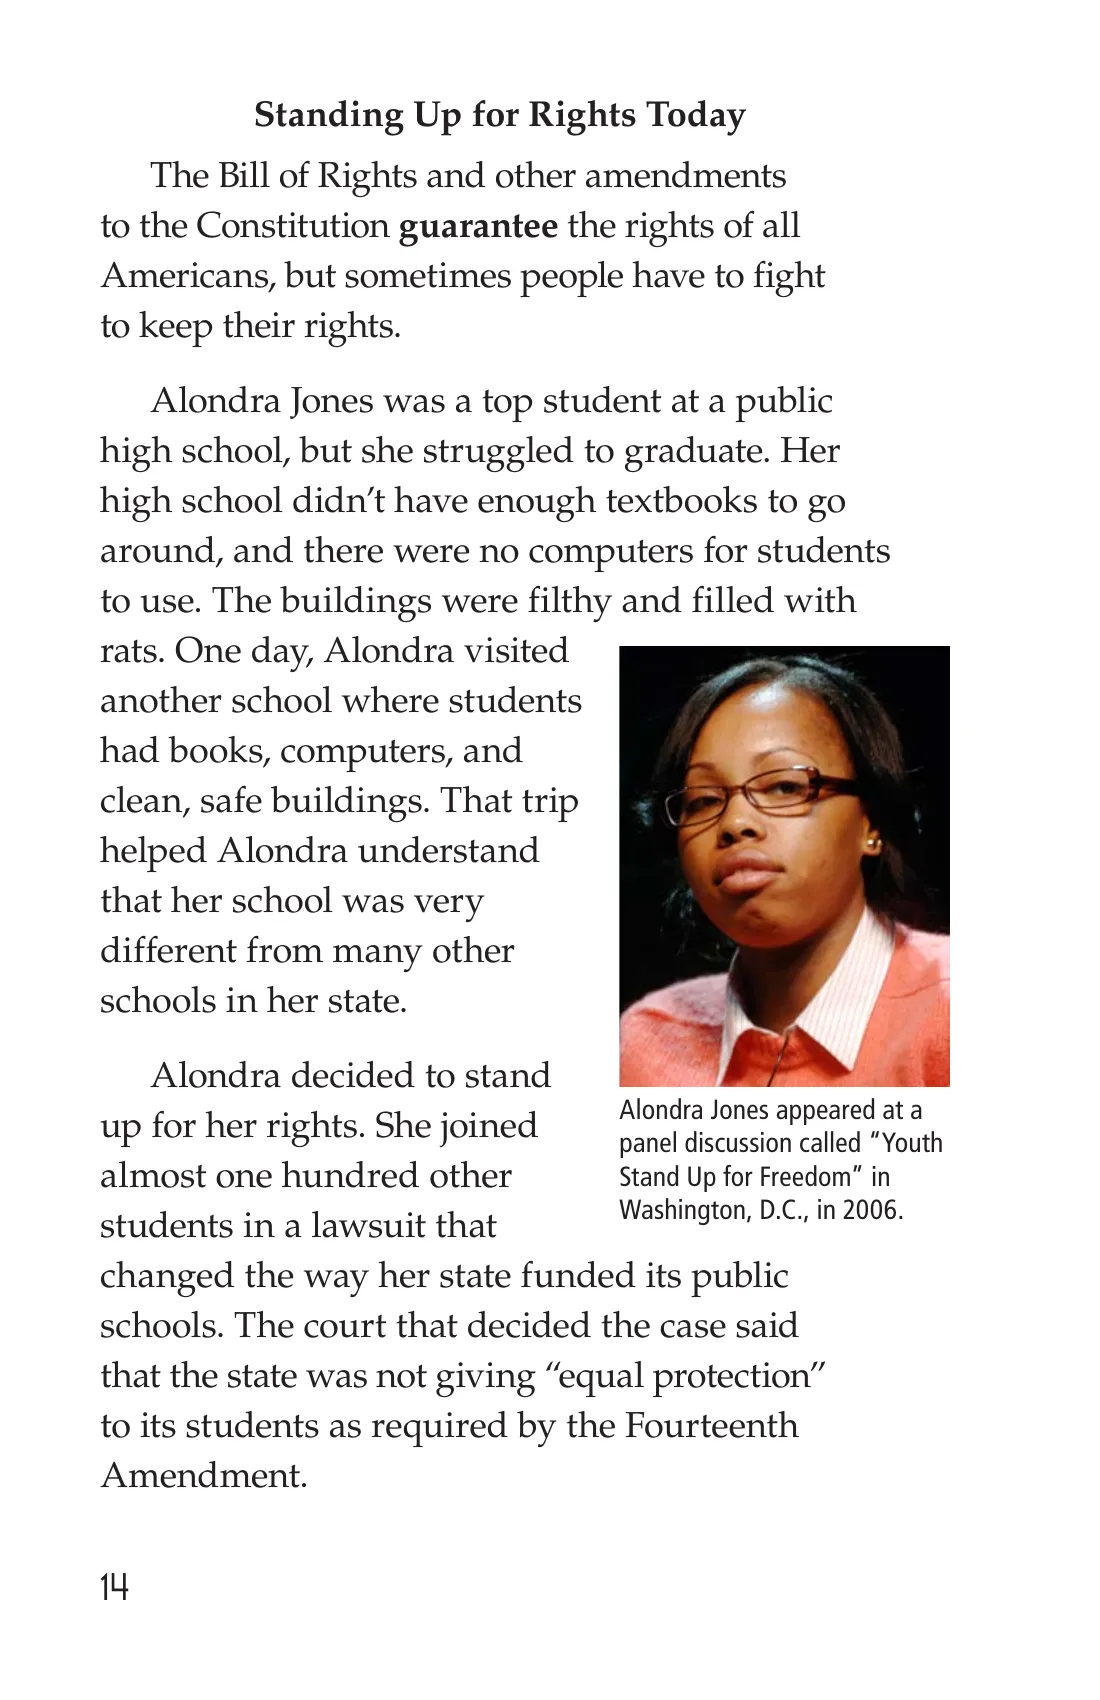 Standing Up for Rights Today
The Bill of Rights and other amendments
to the Constitution guarantee the rights of all
Americans, but sometimes people have to fight
to keep their rights.
Alondra Jones was a top student at a public
high school, but she struggled to graduate. Her
high school didn’t have enough textbooks to go
around, and there were no computers for students
to use. The buildings were filthy and filled with
rats. One day, Alondra visited
another school where students
had books, computers, and
clean, safe buildings. That trip
helped Alondra understand
that her school was very
different from many other
schools in her state.
Alondra decided to stand
up for her rights. She joined
almost one hundred other
students in a lawsuit that
changed the way her state funded its public
schools. The court that decided the case said
that the state was not giving “equal protection”
to its students as required by the Fourteenth
Amendment.
Alondra Jones appeared at a
panel discussion called “Youth
Stand Up for Freedom” in
Washington, D.C., in 2006.
14